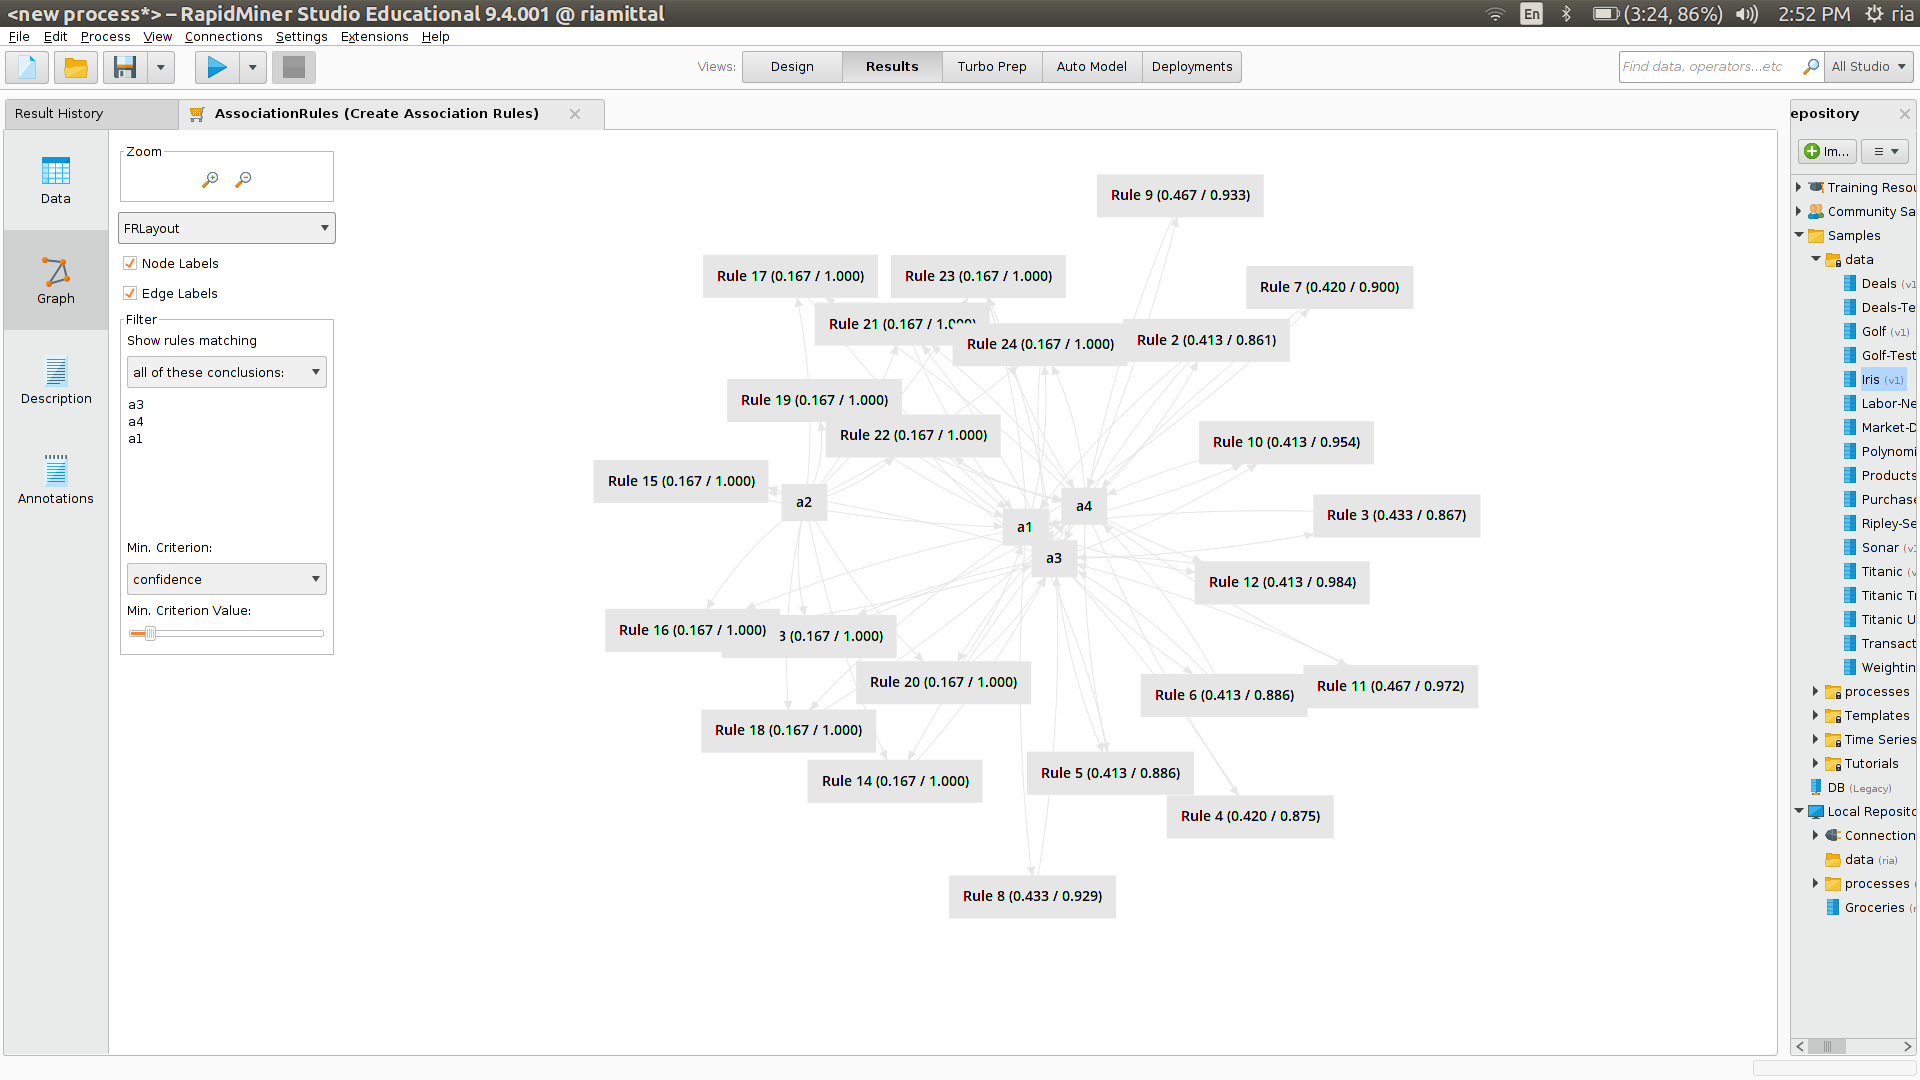 <new process*> – RapidMiner Studio Educational 9.4.001 @ riamittal
En
(3:24, 86%)
2:52 PM
ria
File Edit Process View Connections Settings Extensions Help
Views:
Design
Results
Turbo Prep
Auto Model
Deployments
Find data, operators...etc
All Studio
Result History
AssociationRules (Create Association Rules)
Data
Graph
Description
Annotations
Zoom
FRLayout
Node Labels
Edge Labels
Filter
Show rules matching
all of these conclusions:
a3
a4
a1
Min. Criterion:
confidence
Min. Criterion Value:
Rule 9 (0.467 / 0.933)
Rule 17 (0.167 / 1.000)
Rule 23 (0.167 / 1.000)
Rule 7 (0.420 / 0.900)
Rule 21 (0.167 / 1.000)
Rule 24 (0.167 / 1.000)
Rule 2 (0.413 / 0.861)
Rule 19 (0.167 / 1.000)
Rule 22 (0.167 / 1.000)
Rule 10 (0.413 / 0.954)
Rule 15 (0.167 / 1.000)
a2
a4
a1
Rule 3 (0.433 / 0.867)
a3
Rule 12 (0.413 / 0.984)
Rule 16 (0.167 / 1.000)
3 (0.167 / 1.000)
Rule 20 (0.167 / 1.000)
Rule 6 (0.413 / 0.886)
Rule 11 (0.467 / 0.972)
Rule 18 (0.167 / 1.000)
Rule 14 (0.167 / 1.000)
Rule 5 (0.413 / 0.886)
Rule 4 (0.420 / 0.875)
Rule 8 (0.433 / 0.929)
epository
Im...
Training Resou
Community Sa
Samples
data
Deals (v1
Deals-Te
Golf (v1)
Golf-Test
Iris (v1)
Labor-Ne
Market-D
Polynomi
Products
Purchase
Ripley-Se
Sonar (v
Titanic (v
Titanic Tr
Titanic U
Transact
Weightin
processes
Templates
Time Series
Tutorials
DB (Legacy)
Local Reposito
Connection
data (ria)
processes
Groceries (r